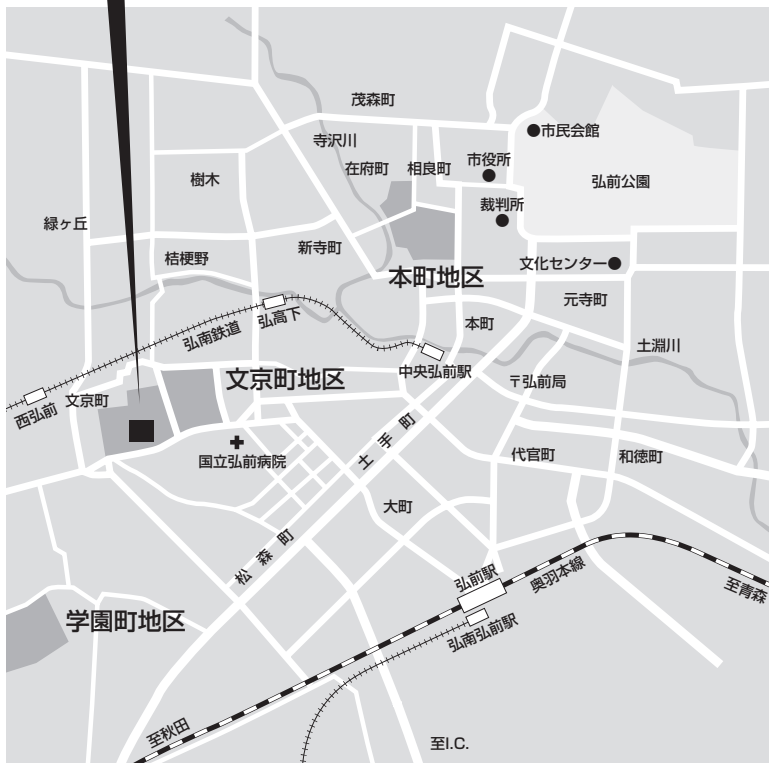 茂森町
市民会館
寺沢川
市役所
在府町
相良町
樹木
弘前公園
裁判所
緑ヶ丘
新寺町
桔梗野
文化センター
本町地区
元寺町
弘高下
本町
弘南鉄道
土淵川
中央弘前駅
文京町地区
〒弘前局
西弘前
文京町
土手町
国立弘前病院
代官町
和徳町
大町
松森町
弘前駅
奥羽本線
至青森
学園町地区
弘南弘前駅
至秋田
至I.C.